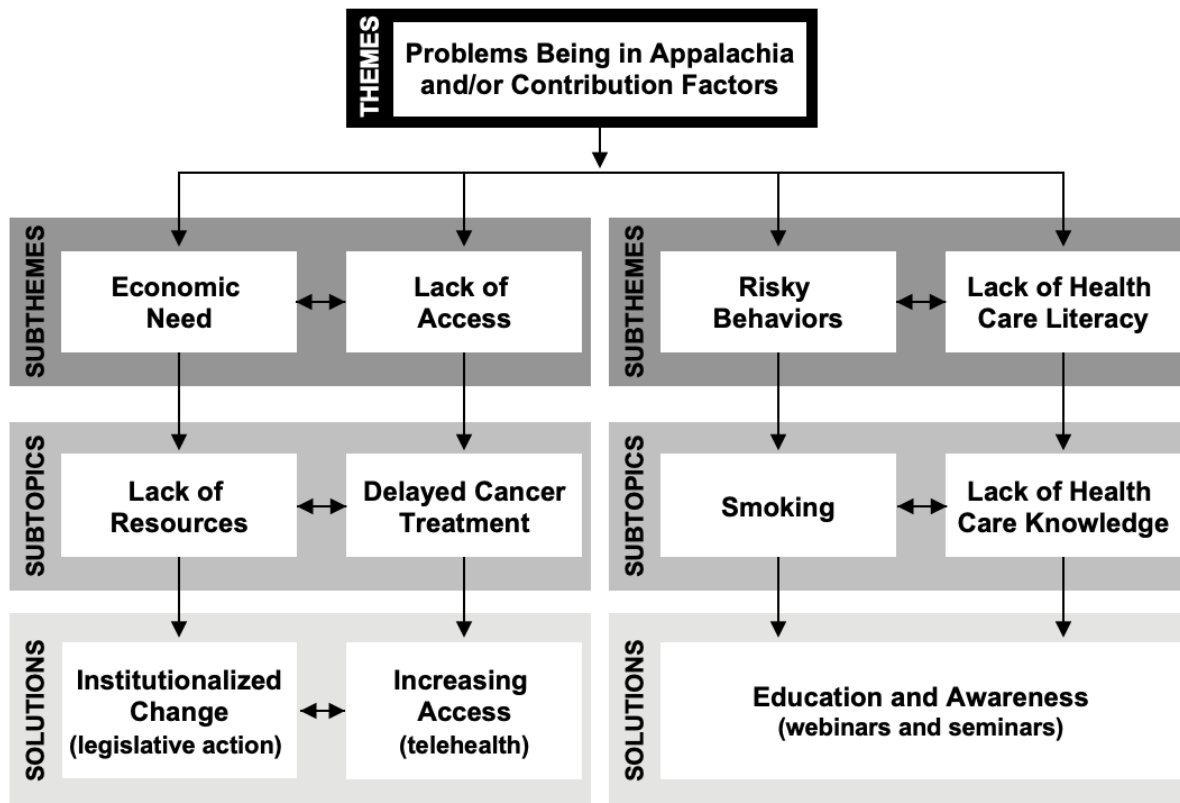 THEMES
Problems Being in Appalachia
and/or Contribution Factors
SUBTHEMES
Economic
Need
Lack of
Access
SUBTHEMES
Risky
Behaviors
Lack of Health
Care Literacy
SUBTOPICS
Lack of
Resources
Delayed Cancer
Treatment
SUBTOPICS
Smoking
Lack of Health
Care Knowledge
SOLUTIONS
Institutionalized
Change
(legislative action)
Increasing
Access
(telehealth)
SOLUTIONS
Education and Awareness
(webinars and seminars)